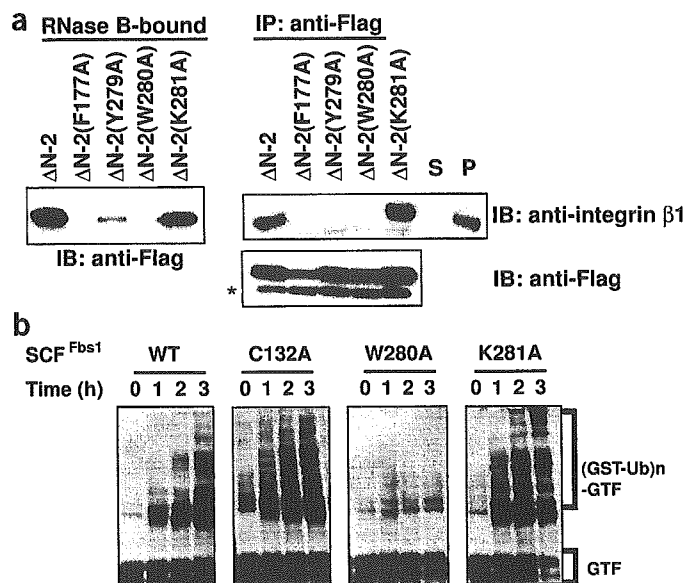 a
RNase B-bound
IP: anti-Flag
ΔN-2
ΔN-2(F177A)
ΔN-2(Y279A)
ΔN-2(W280A)
ΔN-2(K281A)
ΔN-2
ΔN-2(F177A)
ΔN-2(Y279A)
ΔN-2(W280A)
ΔN-2(K281A)
S
P
IB: anti-integrin β1
IB: anti-Flag
* IB: anti-Flag
b
SCF Fbs1 WT C132A W280A K281A
Time (h) 0 1 2 3 0 1 2 3 0 1 2 3 0 1 2 3
(GST-Ub)n
-GTF
GTF